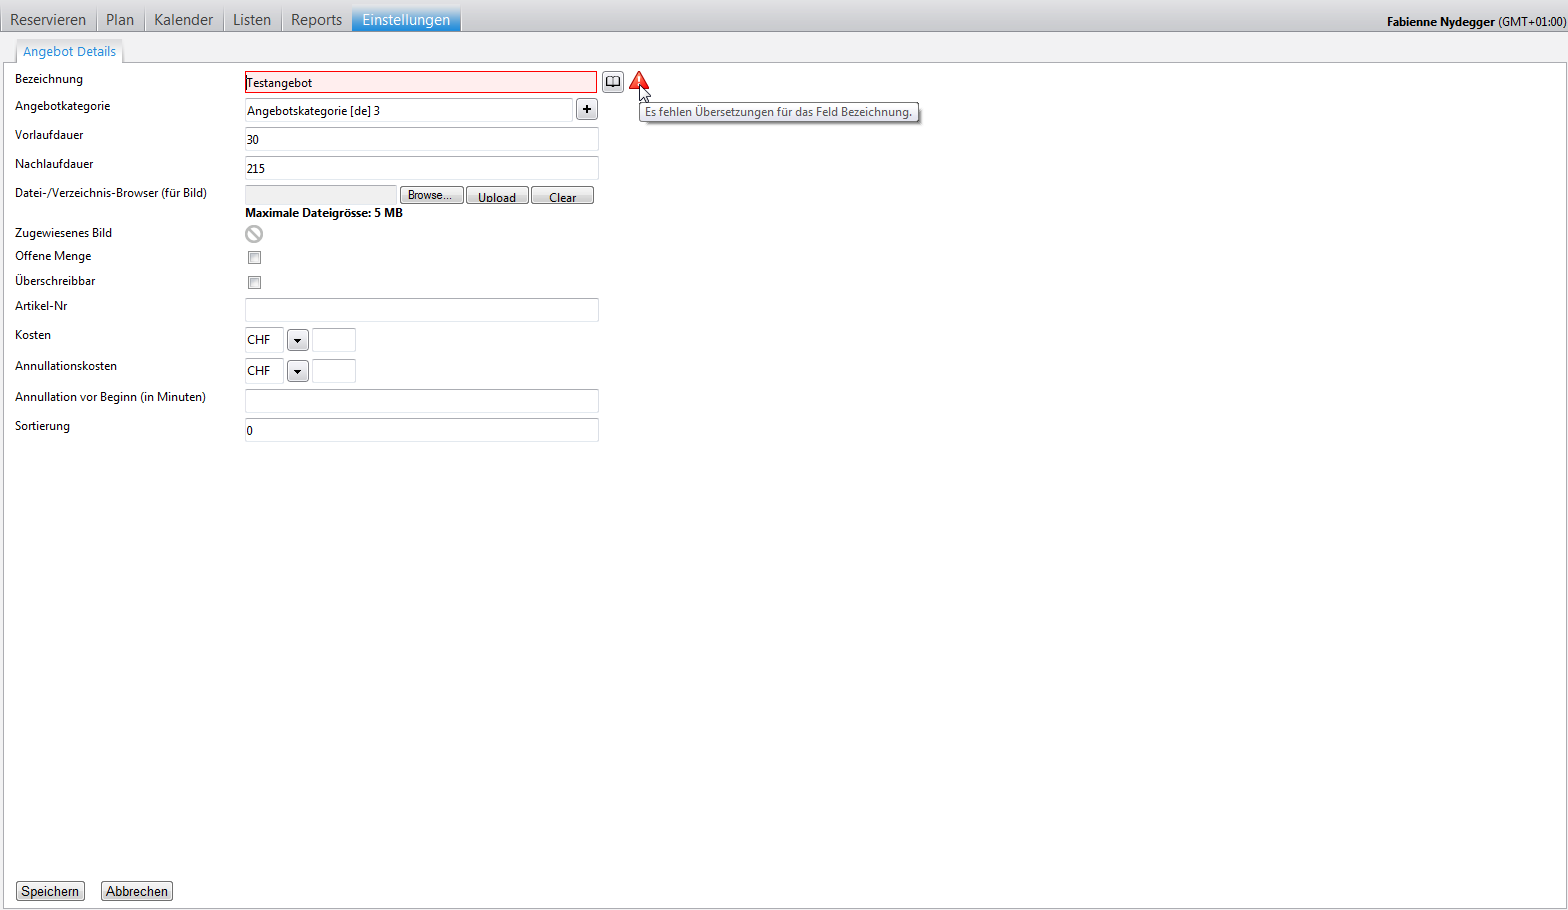 Reservieren Plan Kalender Listen Reports Einstellungen Fabienne Nydegger (GMT+01:00)
Angebot Details
Bezeichnung Testangebot
Es fehlen Übersetzungen für das Feld Bezeichnung.
Angebotkategorie Angebotskategorie [de] 3 +
Vorlaufdauer 30
Nachlaufdauer 215
Datei-/Verzeichnis-Browser (für Bild) Browse... Upload Clear
Maximale Dateigrösse: 5 MB
Zugewiesenes Bild
Offene Menge
Überschreibbar
Artikel-Nr
Kosten CHF
Annullationskosten CHF
Annullation vor Beginn (in Minuten)
Sortierung 0
Speichern Abbrechen